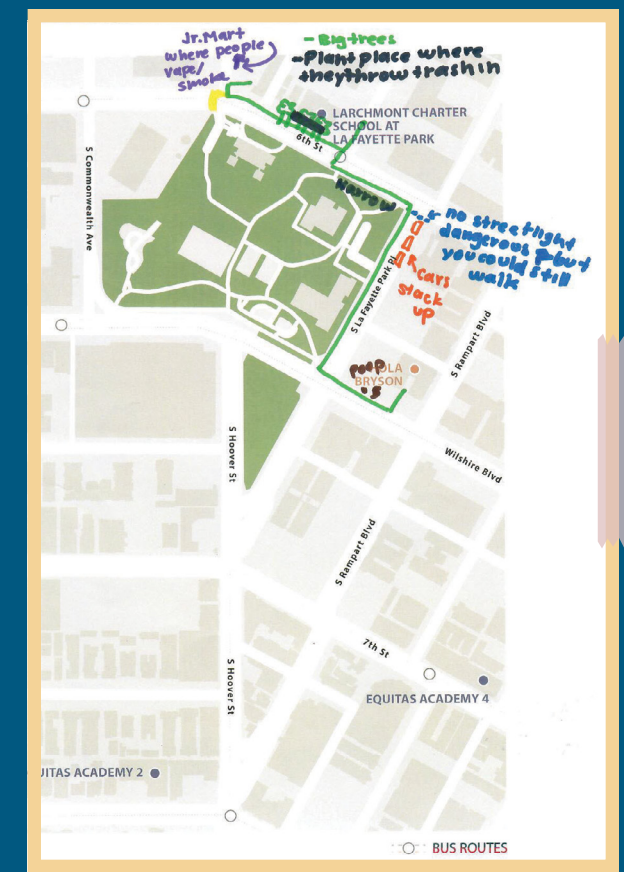 Jr. Mart
where people
vape/
smoke
- Big trees
- Plant place where
they throw trash in
LARCHMONT CHARTER
SCHOOL AT
LA FAYETTE PARK
6th St
S Commonwealth Ave
Narrow
no streetlight
dangerous but
you could still
walk
cars
stack
up
S La Fayette Park Pl
S Rampart Blvd
poop
's
OLA
BRYSON
S Hoover St
Wilshire Blvd
S Rampart Blvd
7th St
S Hoover St
EQUITAS ACADEMY 4
UITAS ACADEMY 2
BUS ROUTES